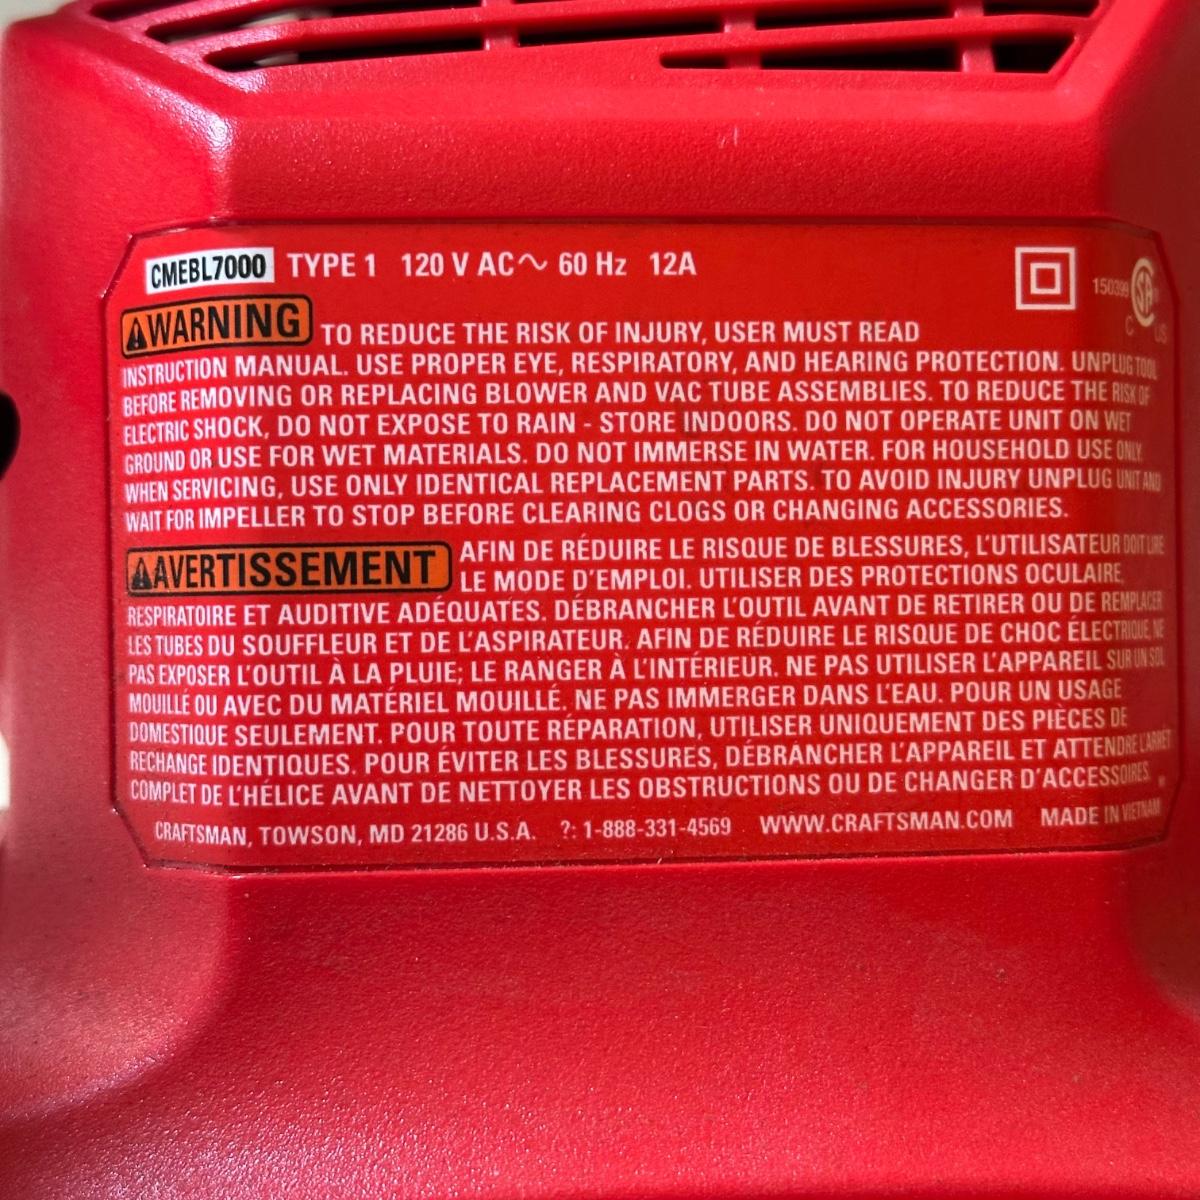 CMEBL7000 TYPE 1 120 V AC~ 60 Hz 12A
150399 C US
WARNING TO REDUCE THE RISK OF INJURY, USER MUST READ
INSTRUCTION MANUAL. USE PROPER EYE, RESPIRATORY, AND HEARING PROTECTION. UNPLUG TOOL
BEFORE REMOVING OR REPLACING BLOWER AND VAC TUBE ASSEMBLIES. TO REDUCE THE RISK OF
ELECTRIC SHOCK, DO NOT EXPOSE TO RAIN - STORE INDOORS. DO NOT OPERATE UNIT ON WET
GROUND OR USE FOR WET MATERIALS. DO NOT IMMERSE IN WATER. FOR HOUSEHOLD USE ONLY.
WHEN SERVICING, USE ONLY IDENTICAL REPLACEMENT PARTS. TO AVOID INJURY UNPLUG UNIT AND
WAIT FOR IMPELLER TO STOP BEFORE CLEARING CLOGS OR CHANGING ACCESSORIES.
AVERTISSEMENT AFIN DE RÉDUIRE LE RISQUE DE BLESSURES, L'UTILISATEUR DOIT LIRE
LE MODE D'EMPLOI. UTILISER DES PROTECTIONS OCULAIRE,
RESPIRATOIRE ET AUDITIVE ADÉQUATES. DÉBRANCHER L'OUTIL AVANT DE RETIRER OU DE REMPLACER
LES TUBES DU SOUFFLEUR ET DE L'ASPIRATEUR. AFIN DE RÉDUIRE LE RISQUE DE CHOC ÉLECTRIQUE, NE
PAS EXPOSER L'OUTIL À LA PLUIE; LE RANGER À L'INTÉRIEUR. NE PAS UTILISER L'APPAREIL SUR UN SOL
MOUILLÉ OU AVEC DU MATÉRIEL MOUILLÉ. NE PAS IMMERGER DANS L'EAU. POUR UN USAGE
DOMESTIQUE SEULEMENT. POUR TOUTE RÉPARATION, UTILISER UNIQUEMENT DES PIÈCES DE
RECHANGE IDENTIQUES. POUR ÉVITER LES BLESSURES, DÉBRANCHER L'APPAREIL ET ATTENDRE L'ARRÊT
COMPLET DE L'HÉLICE AVANT DE NETTOYER LES OBSTRUCTIONS OU DE CHANGER D'ACCESSOIRES.
CRAFTSMAN, TOWSON, MD 21286 U.S.A. ?: 1-888-331-4569 WWW.CRAFTSMAN.COM MADE IN VIETNAM